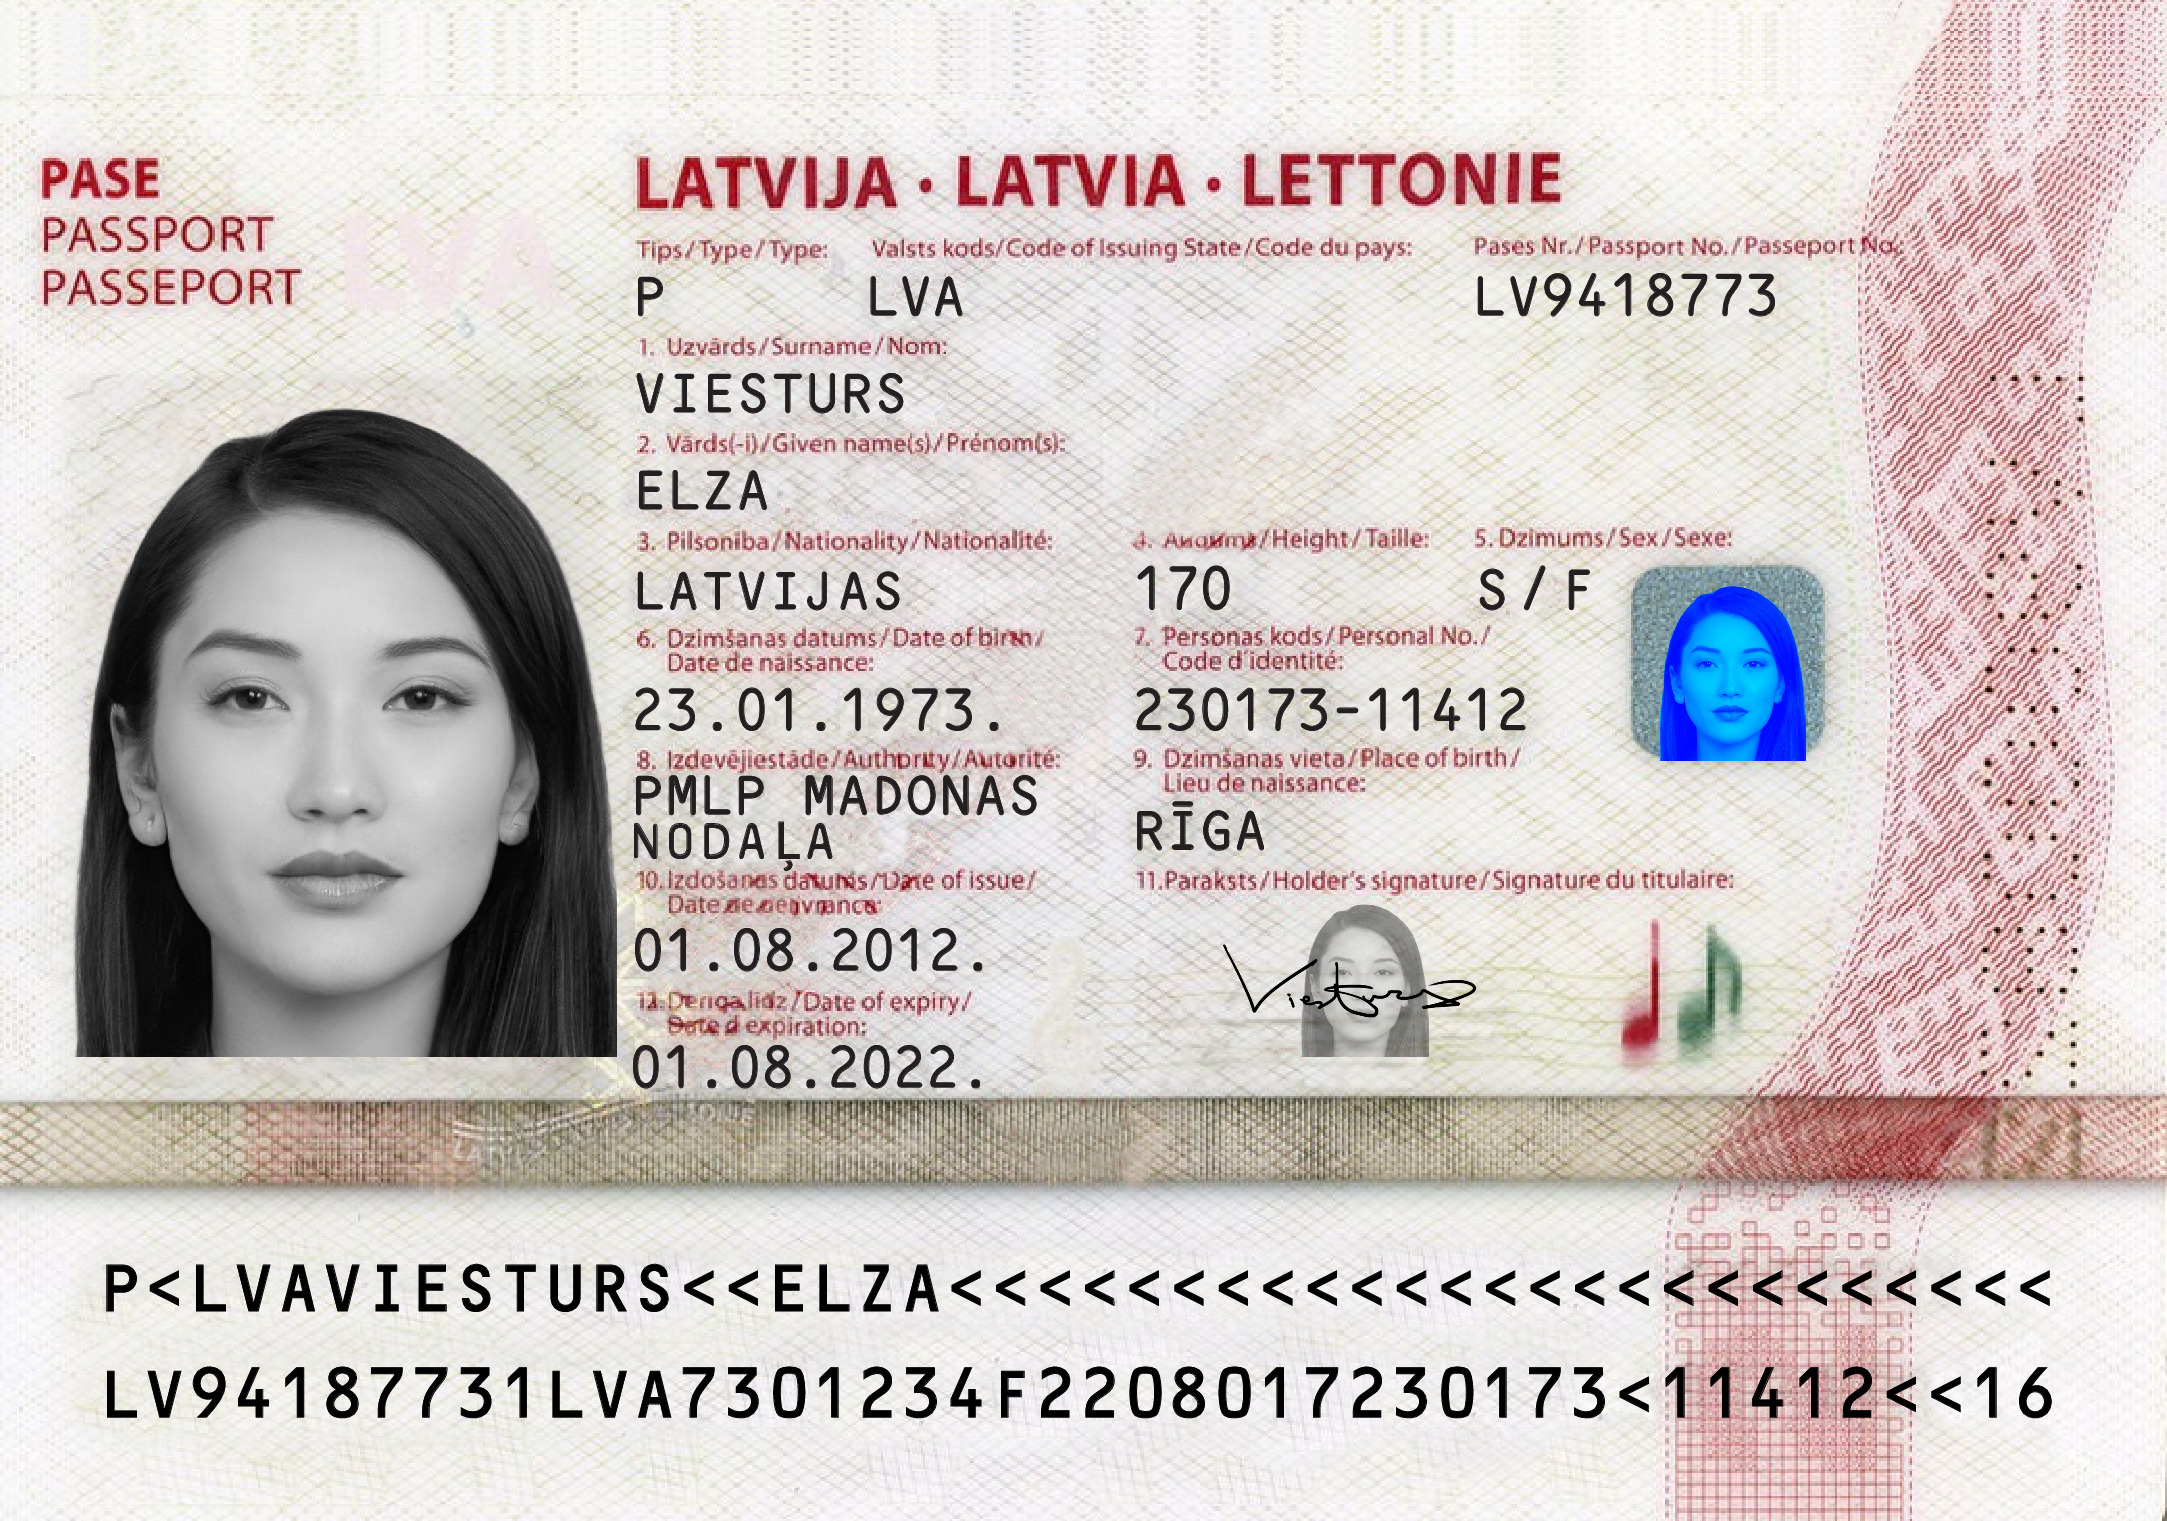 PASE
PASSPORT
PASSEPORT
LVA
LATVIJA · LATVIA · LETTONIE
Tips/Type/Type: Valsts kods/Code of Issuing State/Code du pays: Pases Nr./Passport No./Passeport No.:
P LVA LV9418773
1. Uzvārds/Surname/Nom:
VIESTURS
2. Vārds(-i)/Given name(s)/Prénom(s):
ELZA
3. Pilsonība/Nationality/Nationalité: 4. Augums/Height/Taille: 5. Dzimums/Sex/Sexe:
LATVIJAS 170 S/F
6. Dzimšanas datums/Date of birth/ 7. Personas kods/Personal No./
Date de naissance: Code d'identité:
23.01.1973. 230173-11412
8. Izdevējiestāde/Authority/Autorité: 9. Dzimšanas vieta/Place of birth/
Lieu de naissance:
PMLP MADONAS
NODAĻA RĪGA
10. Izdošanas datums/Date of issue/ 11. Paraksts/Holder's signature/Signature du titulaire:
Date de
01.08.2012.
Viesturs
12. Derīga līdz/Date of expiry/
Date d'expiration:
01.08.2022.
P<LVAVIESTURS<<ELZA<<<<<<<<<<<<<<<<<<<<<<<<<
LV94187731LVA7301234F2208017230173<11412<<16